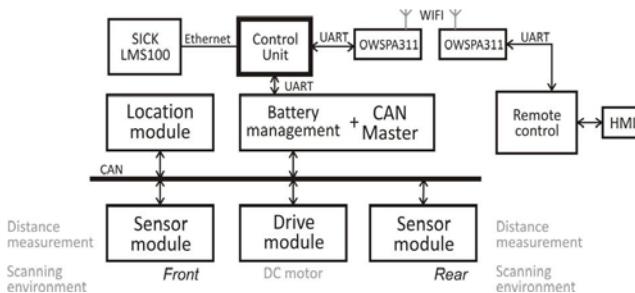 WIFI
SICK
LMS100
Ethernet
Control
Unit
UART
OWSPA311
OWSPA311
UART
UART
Location
module
Battery
management
+ CAN
Master
Remote
control
HMI
CAN
Distance
measurement
Sensor
module
Drive
module
Sensor
module
Distance
measurement
Scanning
environment
Front
DC motor
Rear
Scanning
environment